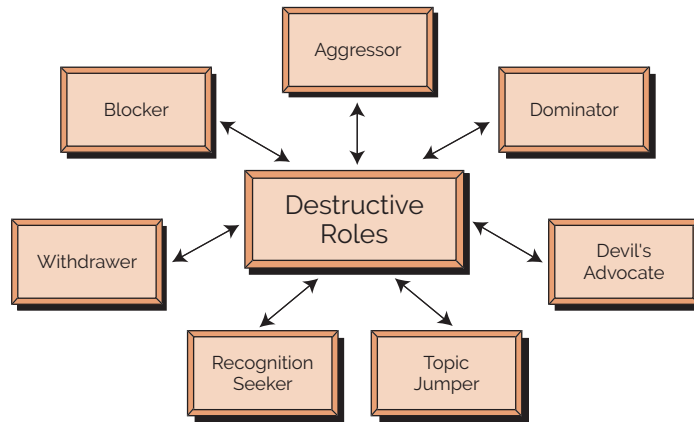 Aggressor
Blocker
Dominator
Destructive
Roles
Withdrawer
Devil's
Advocate
Recognition
Seeker
Topic
Jumper